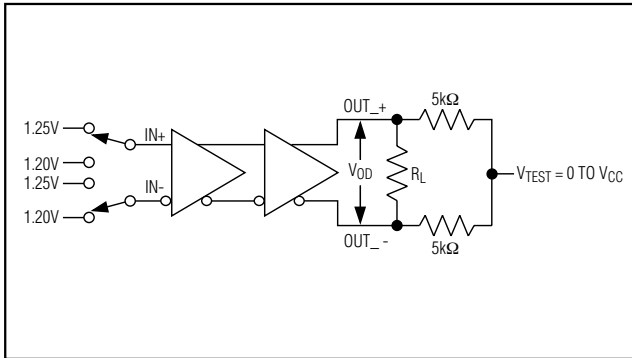 1.25V
1.20V
1.25V
1.20V
IN+
IN-
OUT_+
VOD
RL
OUT_ -
5kΩ
5kΩ
VTEST = 0 TO VCC